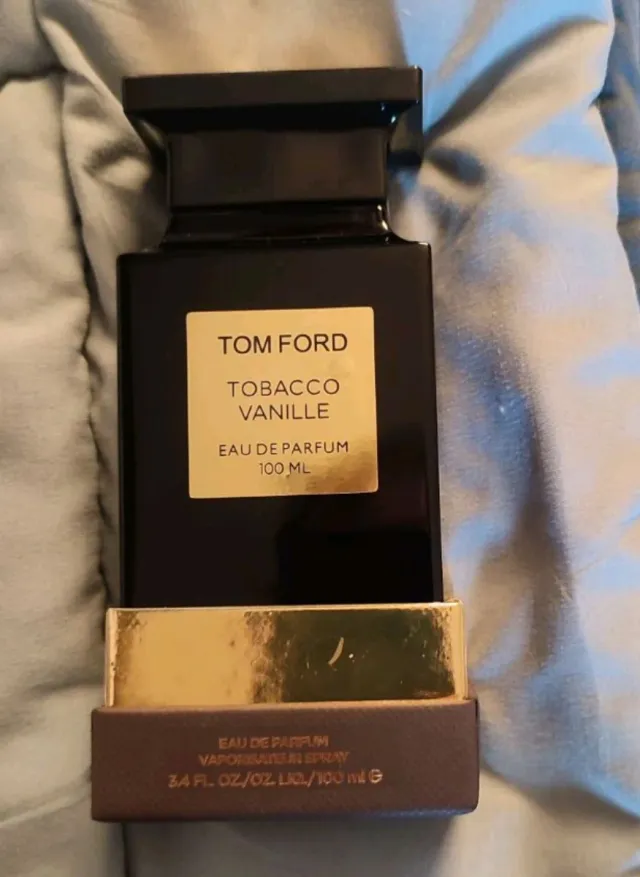 TOM FORD
TOBACCO
VANILLE
EAU DE PARFUM
100 ML
EAU DE PARFUM
VAPORISATEUR SPRAY
3.4 FL. OZ./OZ. LIQ./100 ml ℮